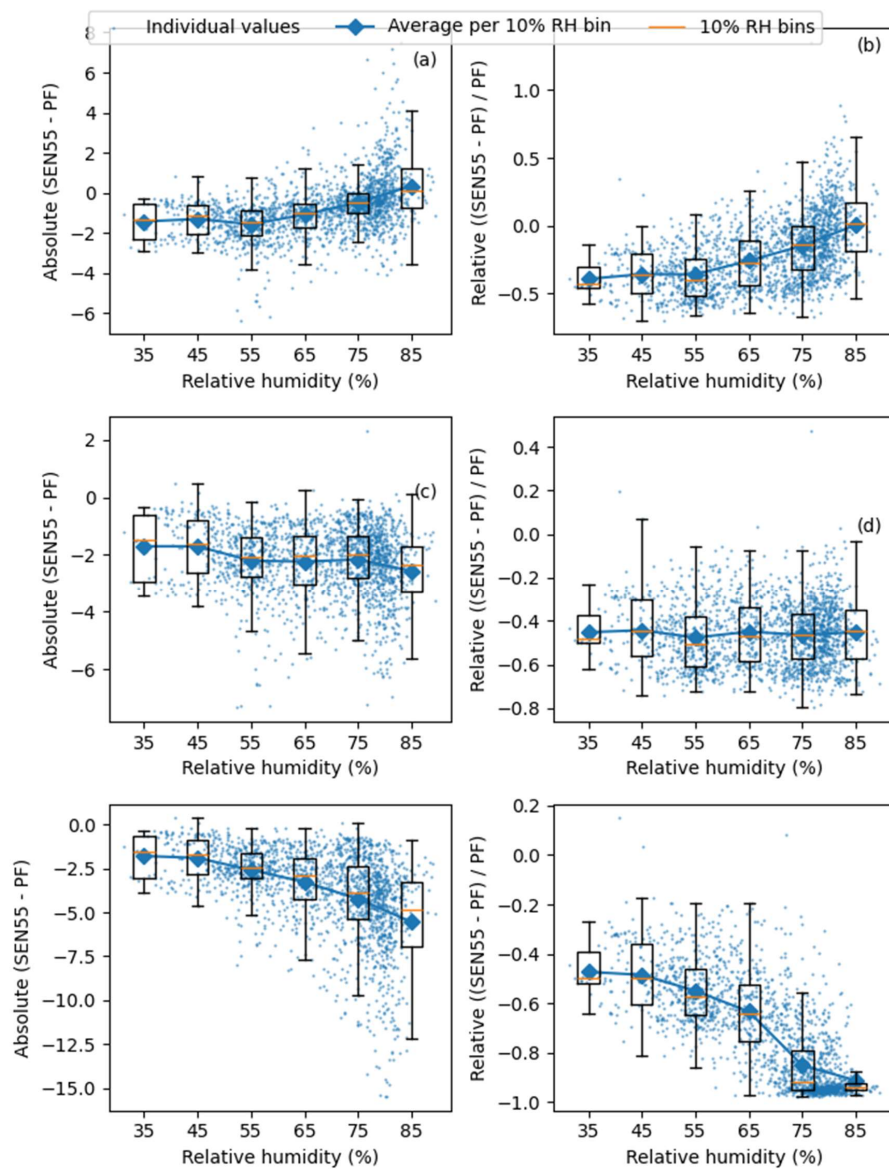 Individual values Average per 10% RH bin 10% RH bins
8
6
4
2
0
−2
−4
−6
Absolute (SEN55 - PF)
(a)
35 45 55 65 75 85
Relative humidity (%)
1.0
0.5
0.0
−0.5
Relative ((SEN55 - PF) / PF)
(b)
35 45 55 65 75 85
Relative humidity (%)
2
0
−2
−4
−6
Absolute (SEN55 - PF)
(c)
35 45 55 65 75 85
Relative humidity (%)
0.4
0.2
0.0
−0.2
−0.4
−0.6
−0.8
Relative ((SEN55 - PF) / PF)
(d)
35 45 55 65 75 85
Relative humidity (%)
0.0
−2.5
−5.0
−7.5
−10.0
−12.5
−15.0
Absolute (SEN55 - PF)
35 45 55 65 75 85
Relative humidity (%)
0.2
0.0
−0.2
−0.4
−0.6
−0.8
−1.0
Relative ((SEN55 - PF) / PF)
35 45 55 65 75 85
Relative humidity (%)